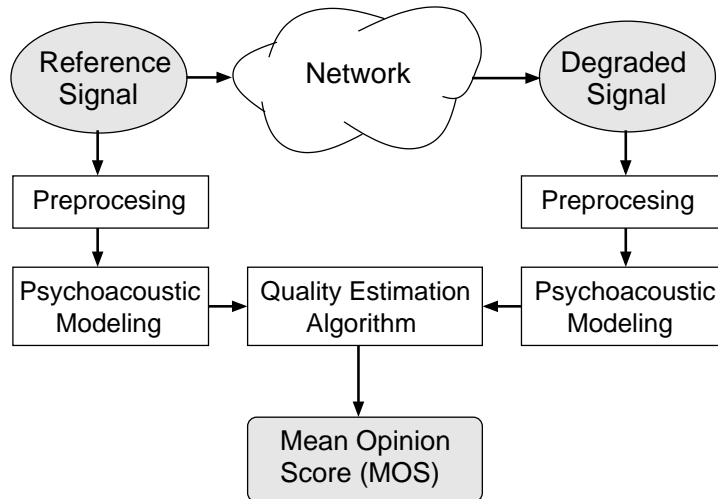 Reference
Signal
Network
Degraded
Signal
Preprocesing
Preprocesing
Psychoacoustic
Modeling
Quality Estimation
Algorithm
Psychoacoustic
Modeling
Mean Opinion
Score (MOS)